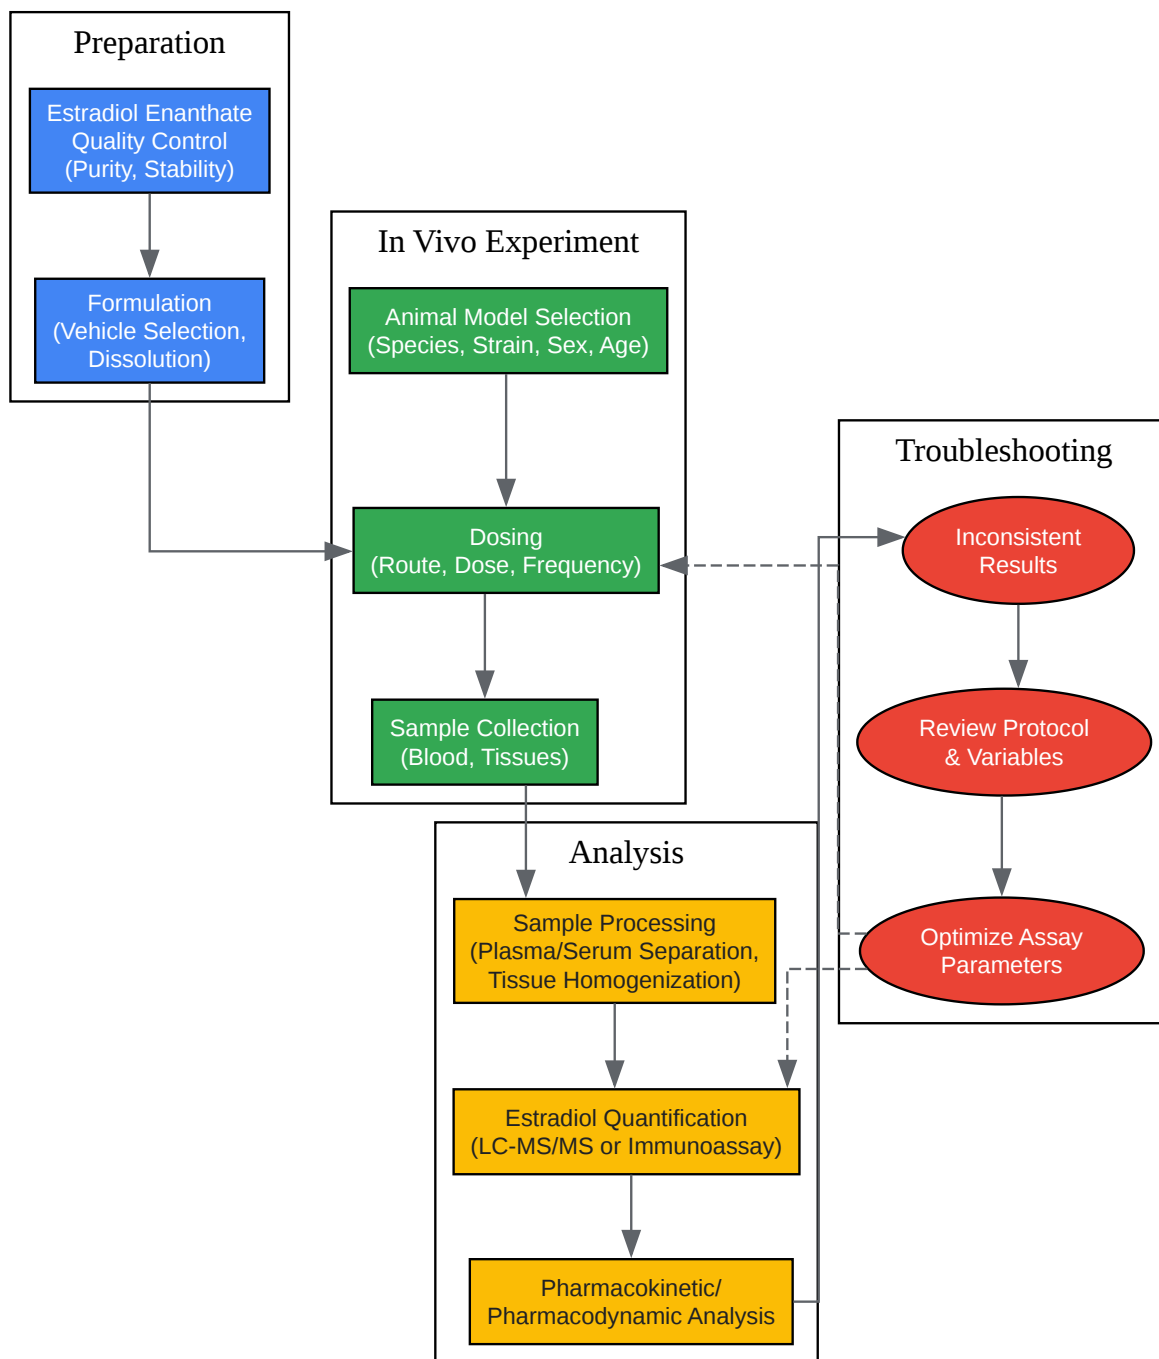 Preparation
Estradiol Enanthate
Quality Control
(Purity, Stability)
Formulation
(Vehicle Selection,
Dissolution)
In Vivo Experiment
Animal Model Selection
(Species, Strain, Sex, Age)
Dosing
(Route, Dose, Frequency)
Sample Collection
(Blood, Tissues)
Analysis
Sample Processing
(Plasma/Serum Separation,
Tissue Homogenization)
Estradiol Quantification
(LC-MS/MS or Immunoassay)
Pharmacokinetic/
Pharmacodynamic Analysis
Troubleshooting
Inconsistent
Results
Review Protocol
& Variables
Optimize Assay
Parameters